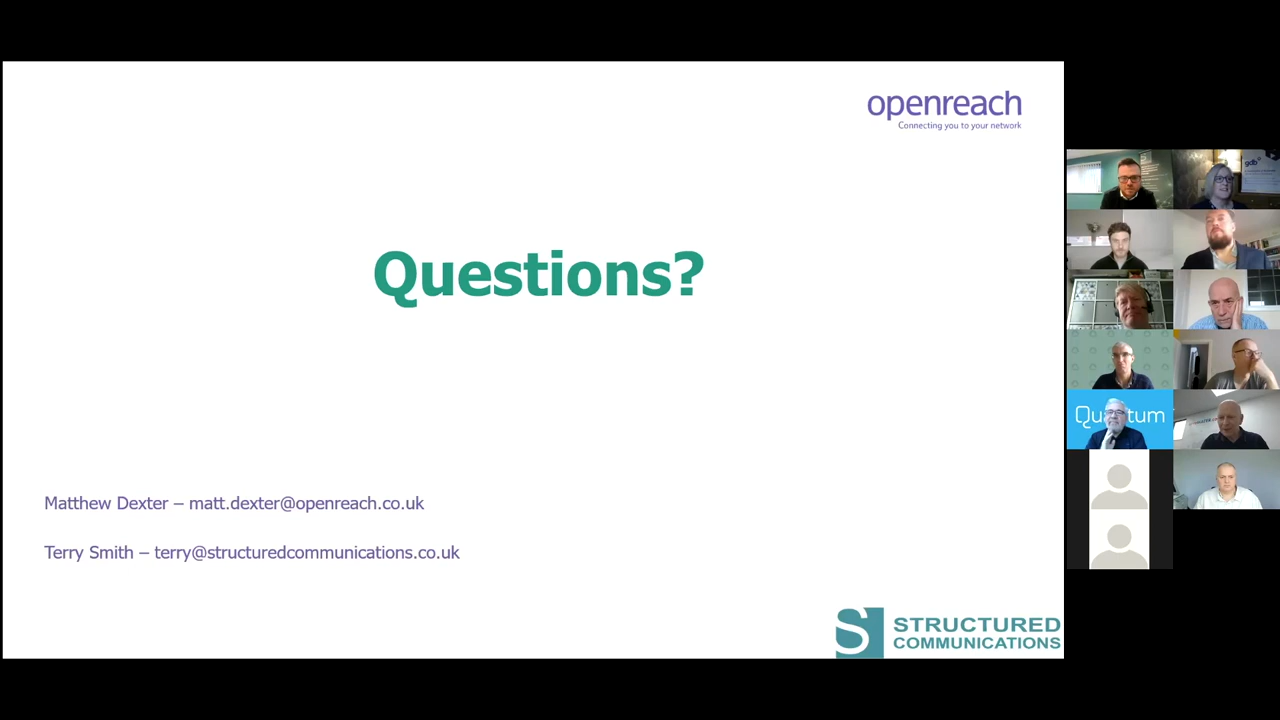 openreach
Connecting you to your network
Questions?
Matthew Dexter – matt.dexter@openreach.co.uk
Terry Smith – terry@structuredcommunications.co.uk
S STRUCTURED
COMMUNICATIONS
gdb